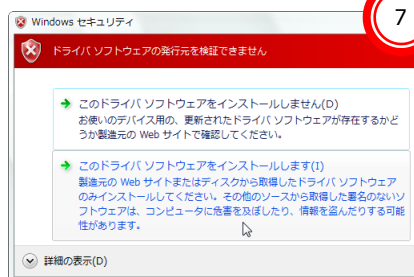 Windows セキュリティ
7
ドライバ ソフトウェアの発行元を検証できません
このドライバ ソフトウェアをインストールしません(D)
お使いのデバイス用の、更新されたドライバ ソフトウェアが存在するかど
うか製造元の Web サイトで確認してください。
このドライバ ソフトウェアをインストールします(I)
製造元の Web サイトまたはディスクから取得したドライバ ソフトウェア
のみインストールしてください。その他のソースから取得した署名のないソ
フトウェアは、コンピュータに危害を及ぼしたり、情報を盗んだりする可能
性があります。
詳細の表示(D)